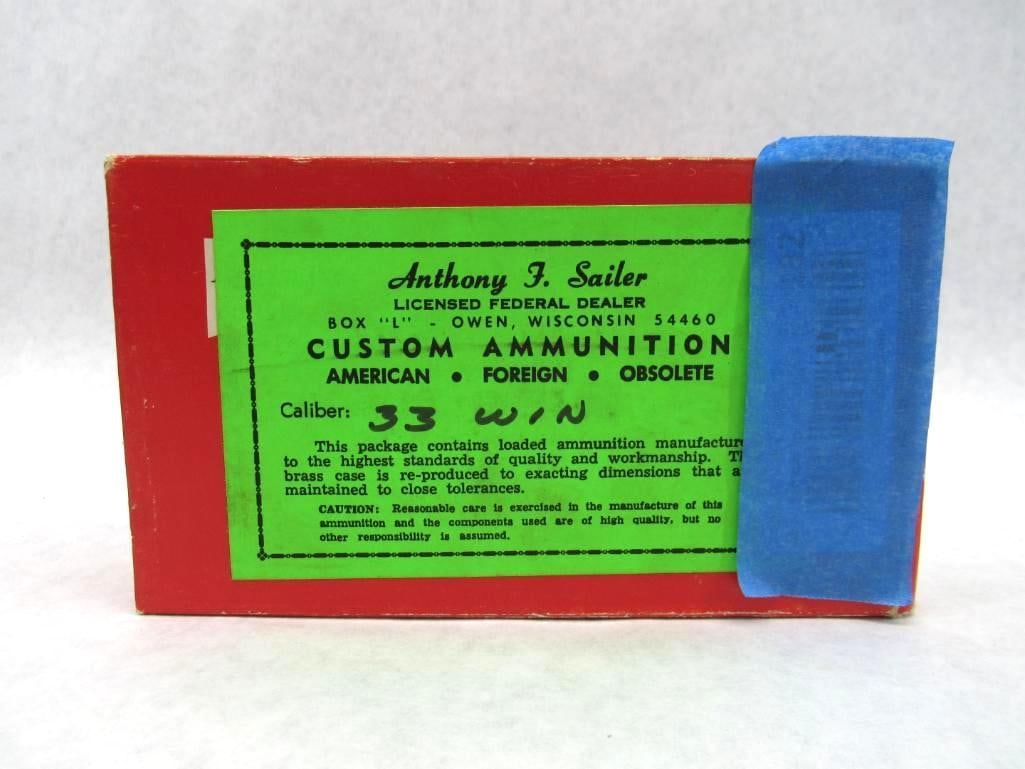 Anthony F. Sailer
LICENSED FEDERAL DEALER
BOX "L" - OWEN, WISCONSIN 54460
CUSTOM AMMUNITION
AMERICAN • FOREIGN • OBSOLETE
Caliber: 33 WIN
This package contains loaded ammunition manufacture
to the highest standards of quality and workmanship. Th
brass case is re-produced to exacting dimensions that a
maintained to close tolerances.
CAUTION: Reasonable care is exercised in the manufacture of this
ammunition and the components used are of high quality, but no
other responsibility is assumed.